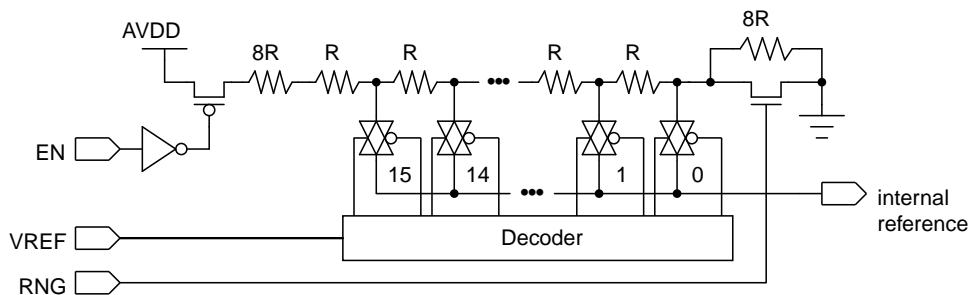 AVDD
8R
R
R
R
R
8R
EN
15
14
1
0
internal
reference
VREF
Decoder
RNG